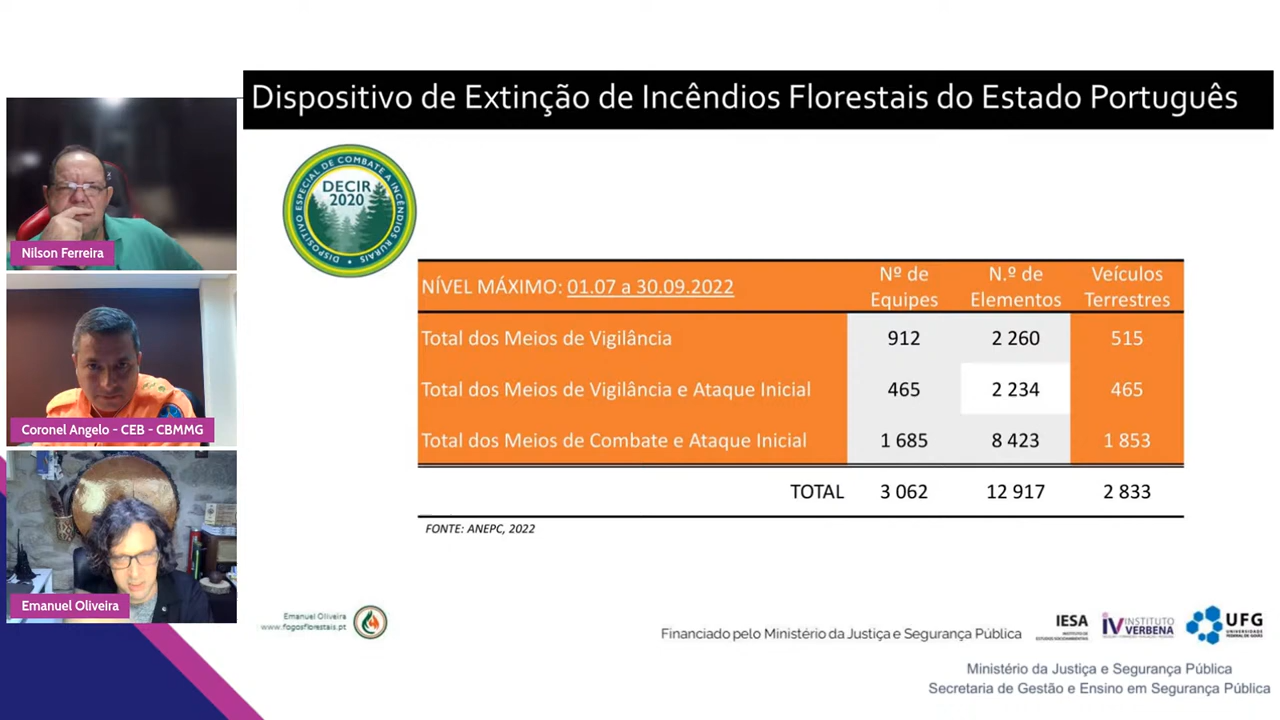 Dispositivo de Extinção de Incêndios Florestais do Estado Português
DISPOSITIVO ESPECIAL DE COMBATE A INCÊNDIOS RURAIS
DECIR
2020
Nilson Ferreira
Coronel Angelo - CEB - CBMMG
Emanuel Oliveira
NÍVEL MÁXIMO: 01.07 a 30.09.2022 Nº de Equipes N.º de Elementos Veículos Terrestres
Total dos Meios de Vigilância 912 2 260 515
Total dos Meios de Vigilância e Ataque Inicial 465 2 234 465
Total dos Meios de Combate e Ataque Inicial 1 685 8 423 1 853
TOTAL 3 062 12 917 2 833
FONTE: ANEPC, 2022
Emanuel Oliveira
www.fogosflorestais.pt
Financiado pelo Ministério da Justiça e Segurança Pública
IESA
iV INSTITUTO
VERBENA
UFG
UNIVERSIDADE
FEDERAL DE GOIÁS
Ministério da Justiça e Segurança Pública
Secretaria de Gestão e Ensino em Segurança Pública